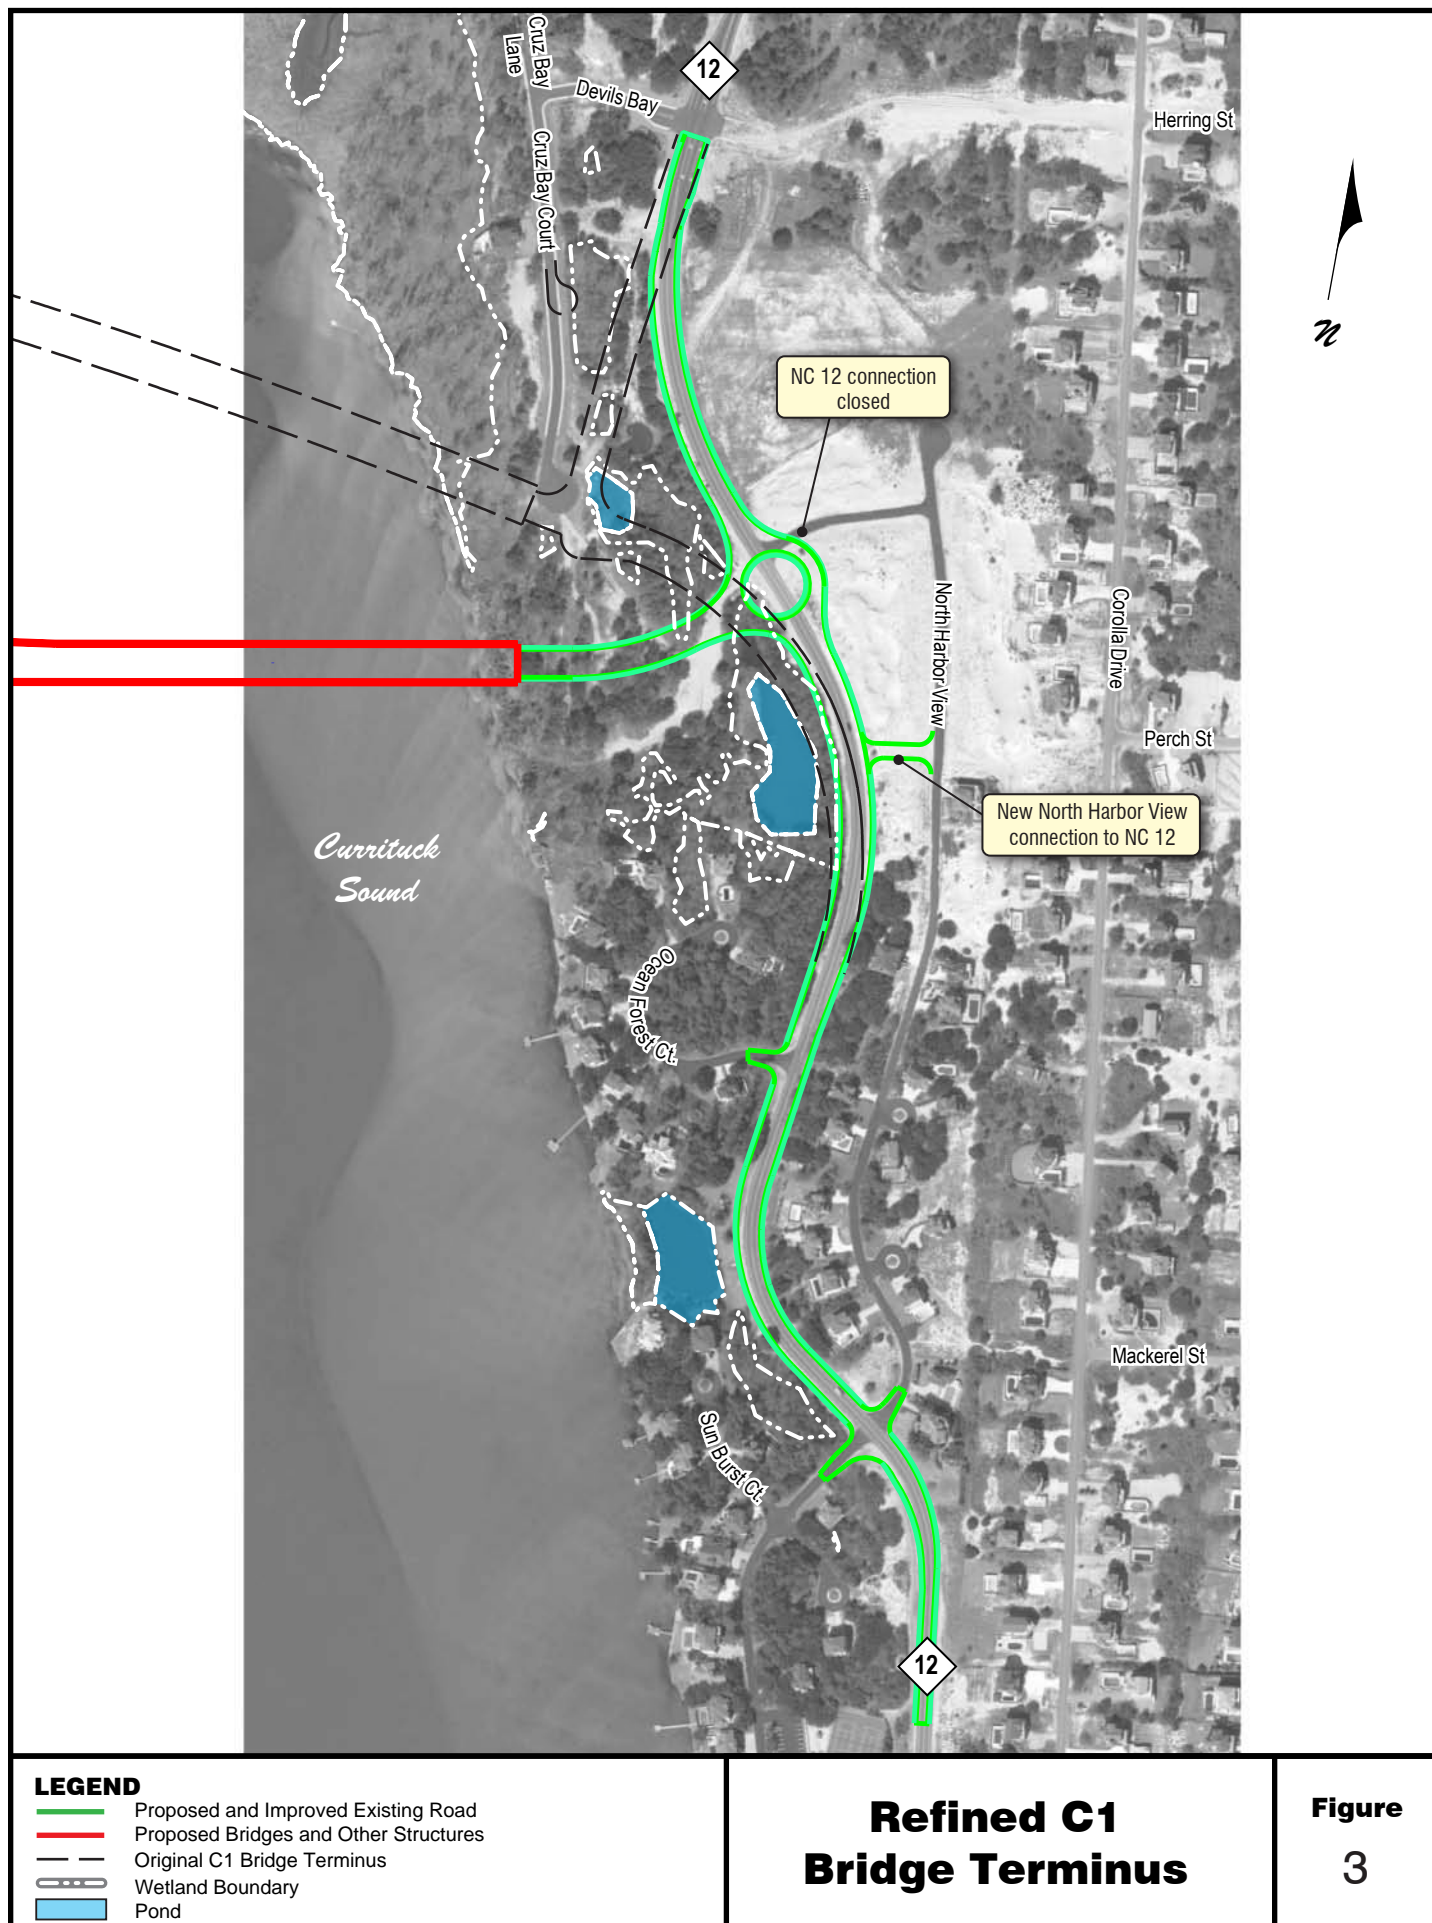 12
Cruz Bay
Lane
Devils Bay
Herring St
Cruz Bay Court
N
NC 12 connection
closed
North Harbor View
Corolla Drive
Perch St
New North Harbor View
connection to NC 12
Currituck
Sound
Ocean Forest Ct.
Mackerel St
Sun Burst Ct.
12
LEGEND
Proposed and Improved Existing Road
Proposed Bridges and Other Structures
Original C1 Bridge Terminus
Wetland Boundary
Pond
Refined C1
Bridge Terminus
Figure
3